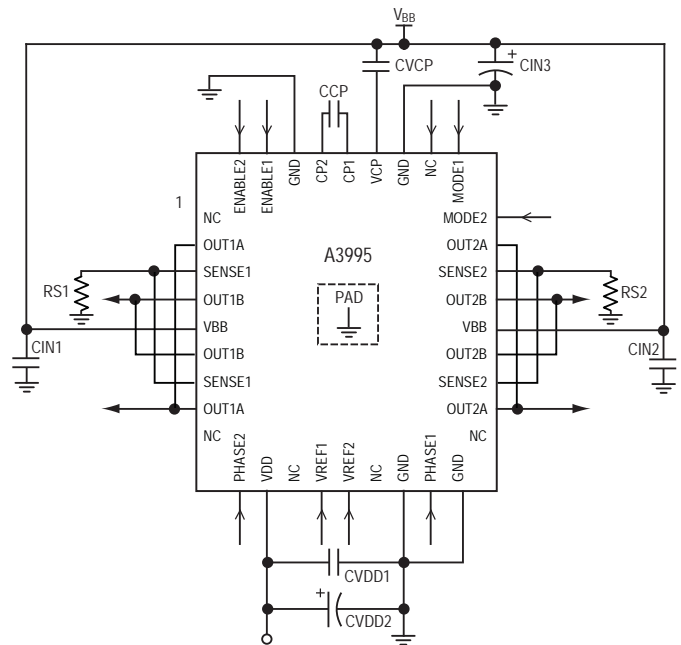 VBB
CVCP
CIN3
CCP
ENABLE2
ENABLE1
GND
CP2
CP1
VCP
GND
NC
MODE1
1
NC
MODE2
OUT1A
A3995
OUT2A
SENSE1
SENSE2
RS1
OUT1B
PAD
OUT2B
RS2
VBB
VBB
CIN1
OUT1B
OUT2B
CIN2
SENSE1
SENSE2
OUT1A
OUT2A
NC
NC
PHASE2
VDD
NC
VREF1
VREF2
NC
GND
PHASE1
GND
CVDD1
CVDD2